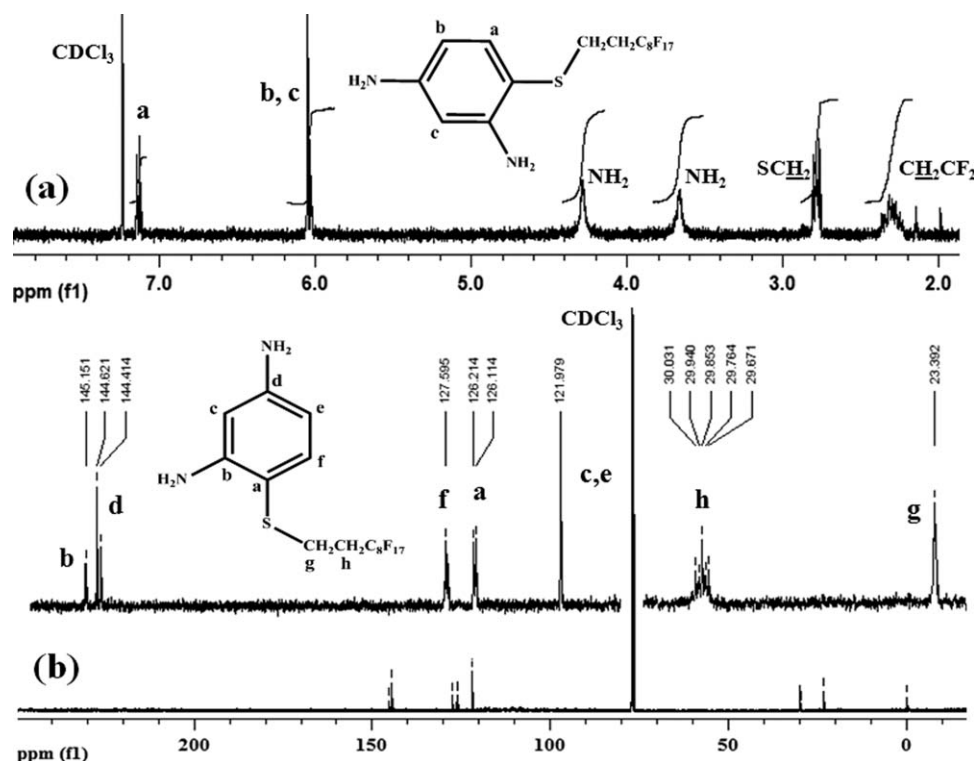 b
a
CH₂CH₂C₈F₁₇
CDCl₃
a
b, c
H₂N
S
c
NH₂
(a)
NH₂
NH₂
SCH₂
CH₂CF₂
7.0 6.0 5.0 4.0 3.0 2.0
ppm (f1)
CDCl₃
145.151
144.621
144.414
127.595
126.214
126.114
121.979
30.031
29.940
29.853
29.764
29.671
23.392
NH₂
d
c
e
H₂N
b
f
a
S
CH₂CH₂C₈F₁₇
g
h
b
d
f
a
c,e
h
g
(b)
200 150 100 50 0
ppm (f1)